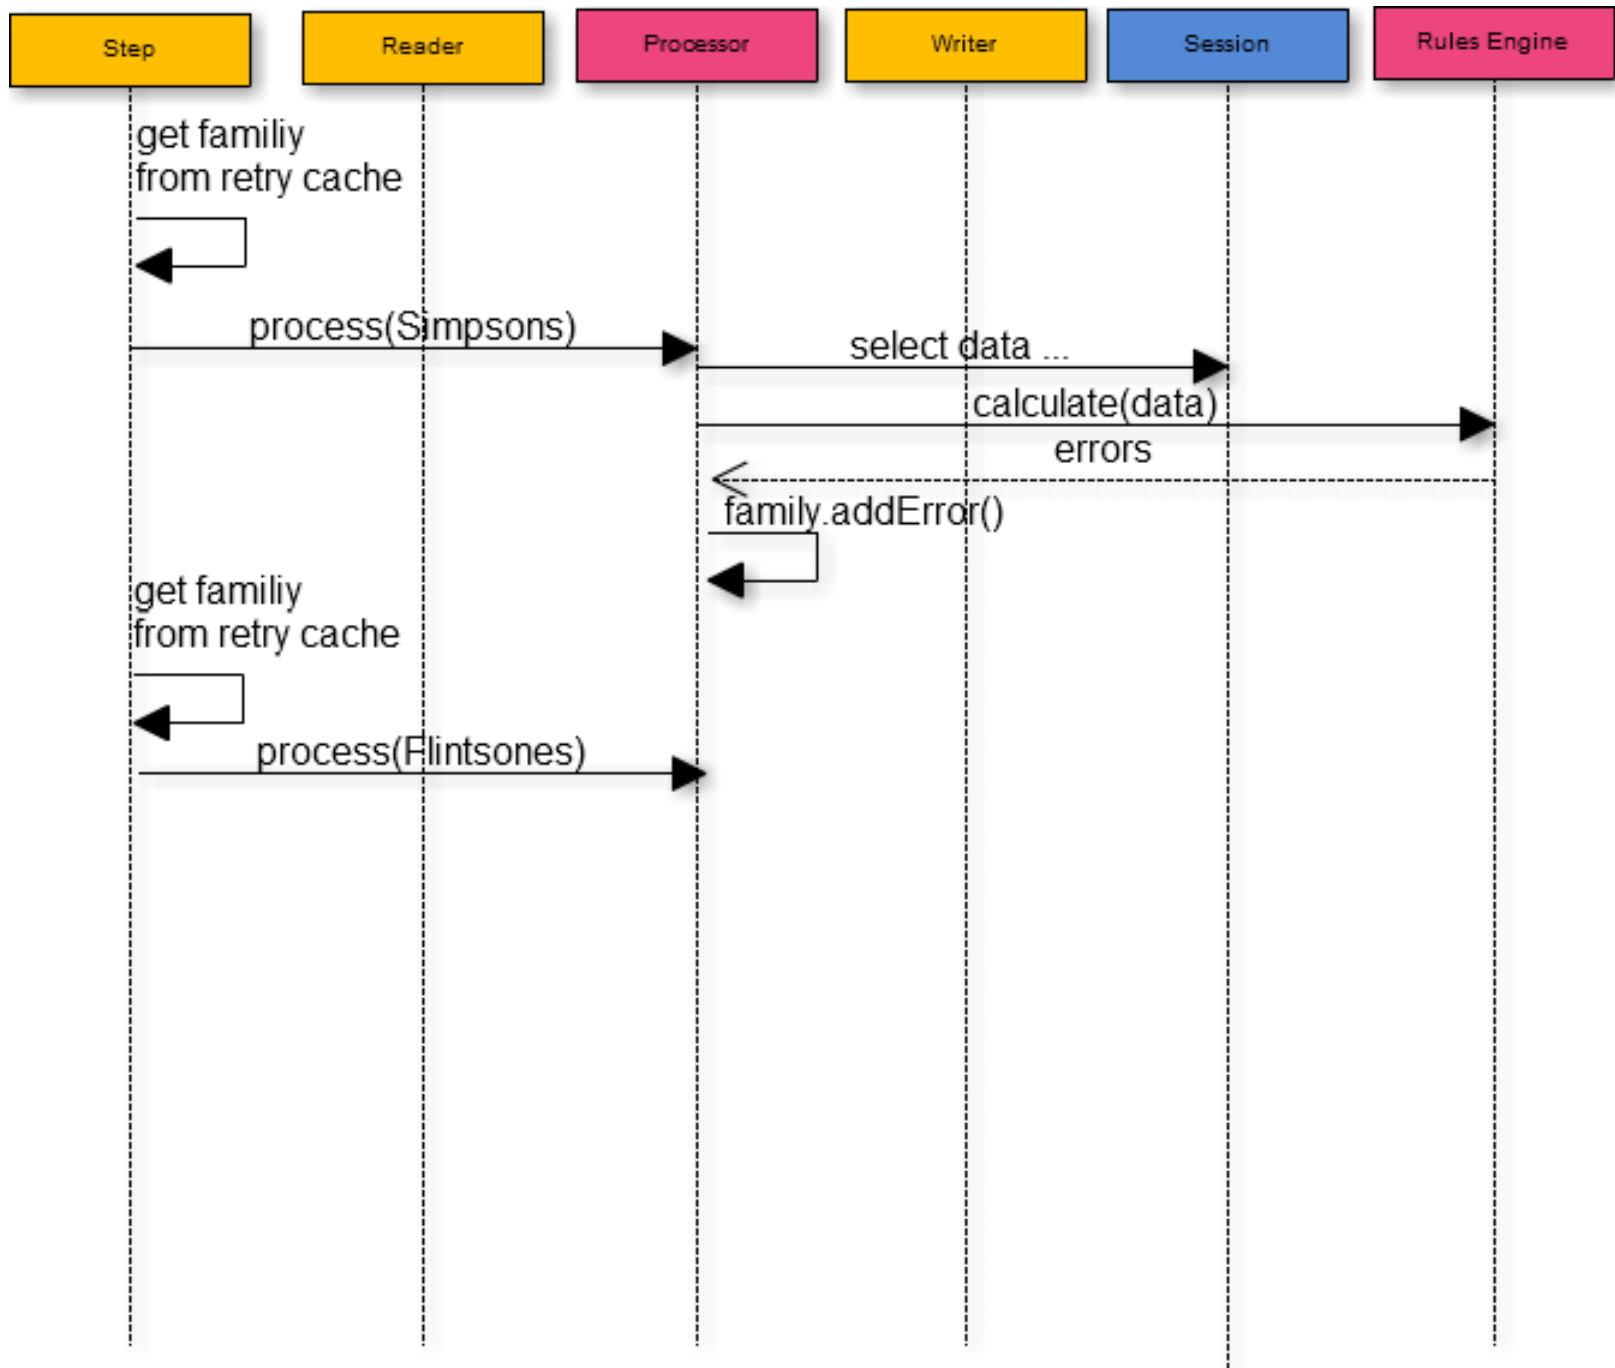 Step
Reader
Processor
Writer
Session
Rules Engine
get familiy
from retry cache
process(Simpsons)
select data ...
calculate(data)
errors
family.addError()
get familiy
from retry cache
process(Flintsones)